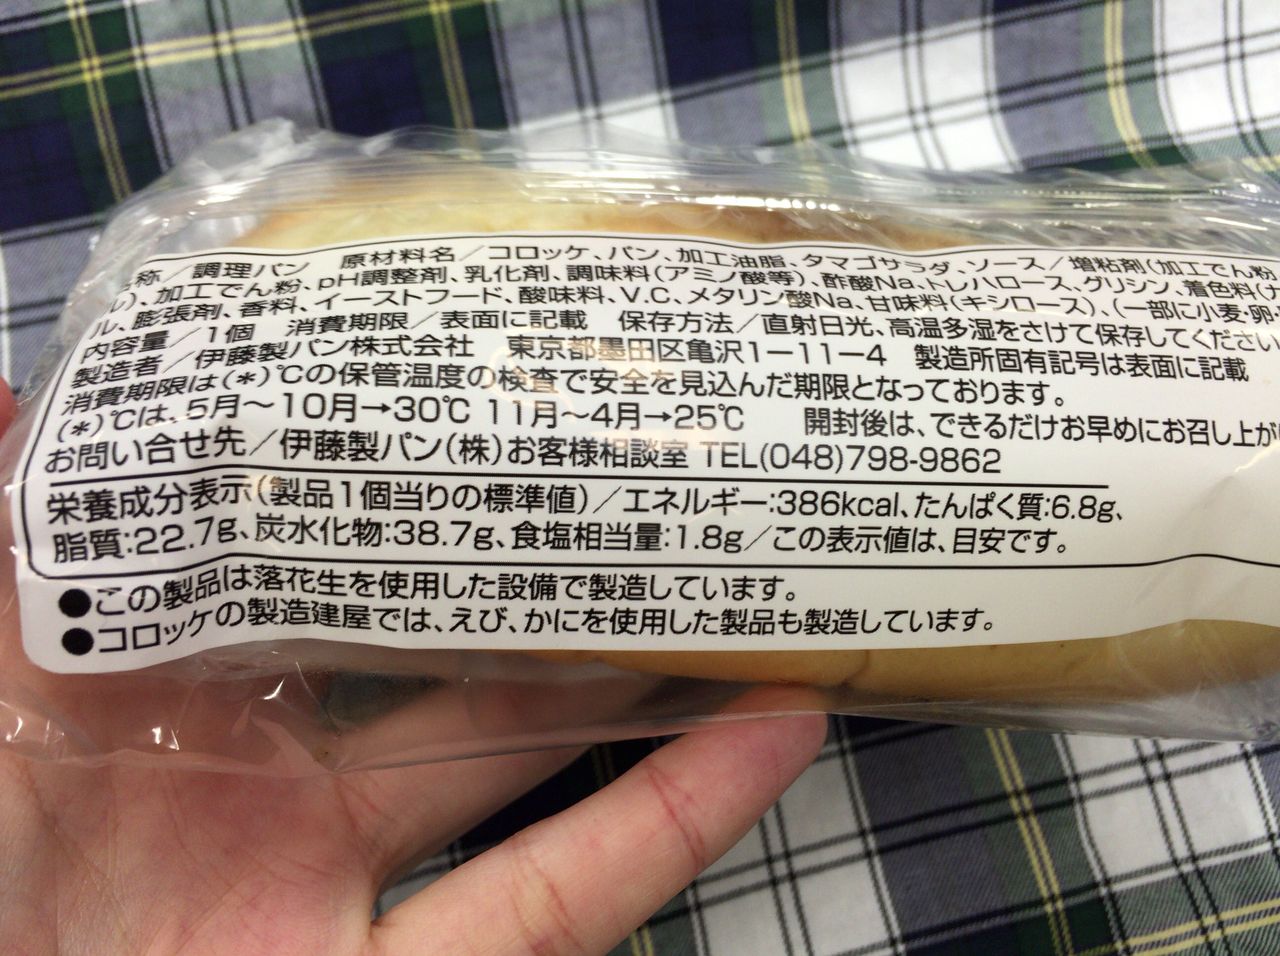 称／調理パン　原材料名／コロッケ、パン、加工油脂、タマゴサラダ、ソース／増粘剤(加工でん粉
ル)、加工でん粉、pH調整剤、乳化剤、調味料(アミノ酸等)、酢酸Na、トレハロース、グリシン、着色料(カ
ル、膨張剤、香料、イーストフード、酸味料、V.C、メタリン酸Na、甘味料(キシロース)、(一部に小麦・卵・
内容量／1個　消費期限／表面に記載　保存方法／直射日光、高温多湿をさけて保存してください
製造者／伊藤製パン株式会社　東京都墨田区亀沢1－11－4　製造所固有記号は表面に記載
消費期限は(＊)℃の保管温度の検査で安全を見込んだ期限となっております。
(＊)℃は、5月～10月→30℃ 11月～4月→25℃　開封後は、できるだけお早めにお召し上が
お問い合せ先／伊藤製パン(株)お客様相談室 TEL(048)798-9862
栄養成分表示(製品1個当りの標準値)／エネルギー:386kcal、たんぱく質:6.8g、
脂質:22.7g、炭水化物:38.7g、食塩相当量:1.8g／この表示値は、目安です。
●この製品は落花生を使用した設備で製造しています。
●コロッケの製造建屋では、えび、かにを使用した製品も製造しています。